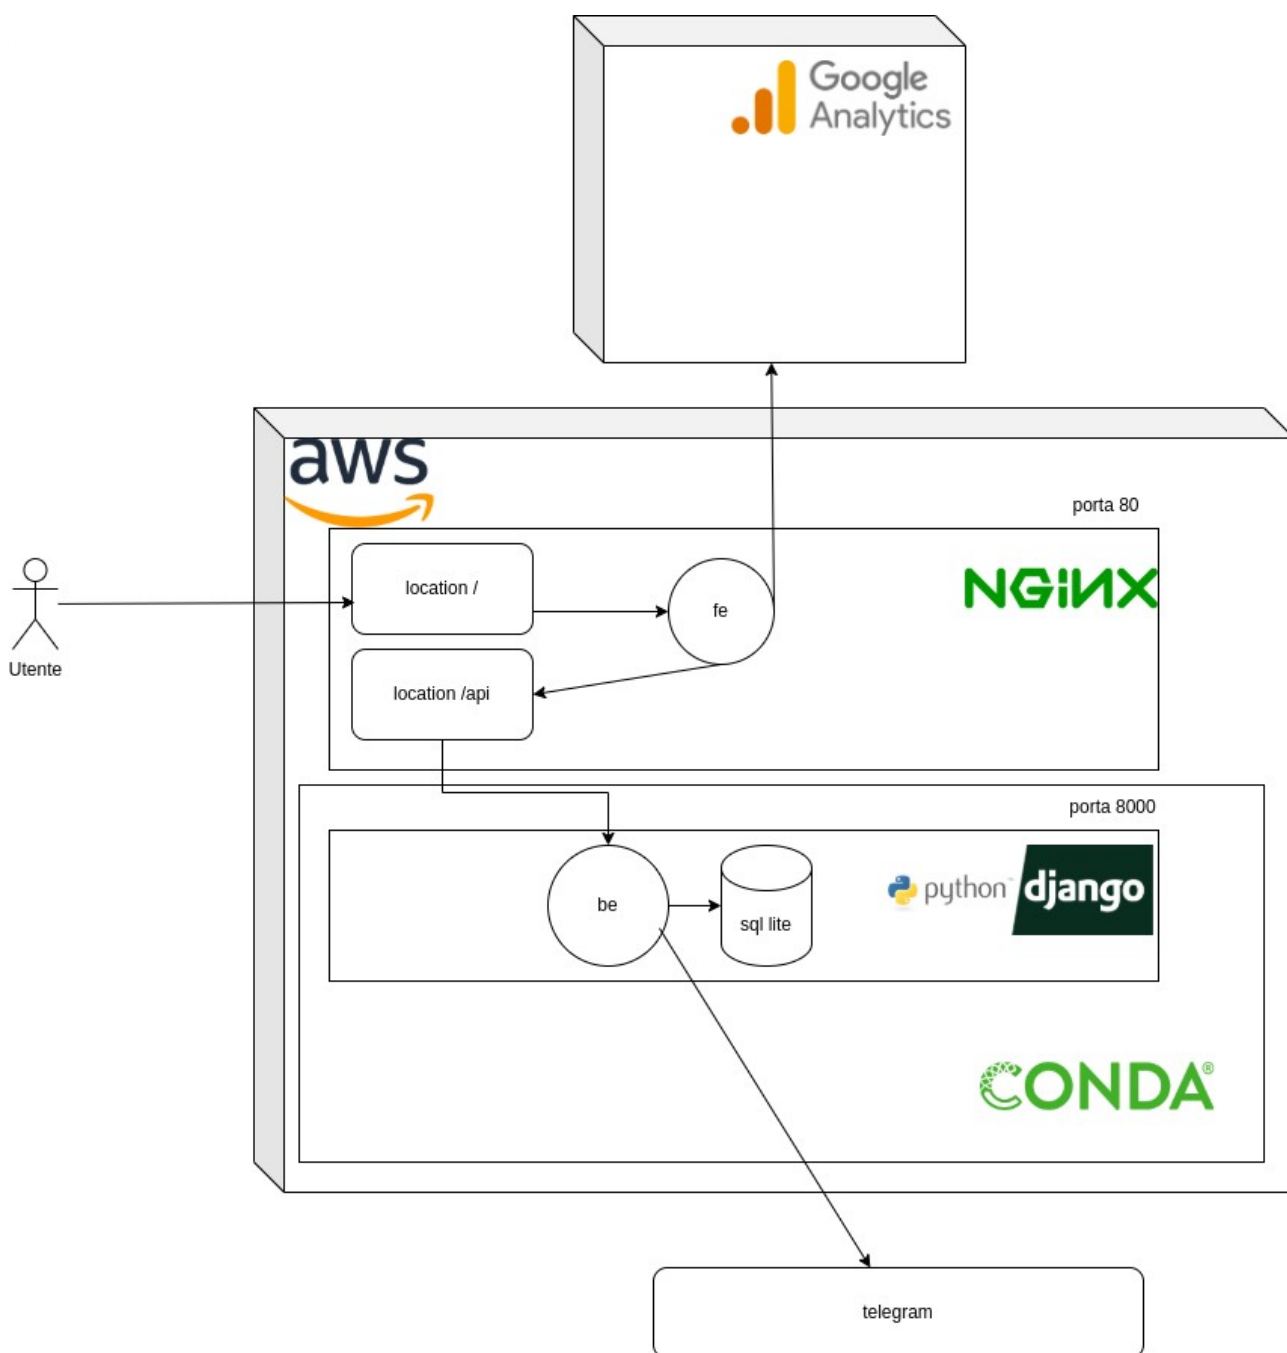 Google
Analytics
aws
porta 80
location /
fe
NGiNX
Utente
location /api
porta 8000
be
sql lite
python™
django
CONDA®
telegram